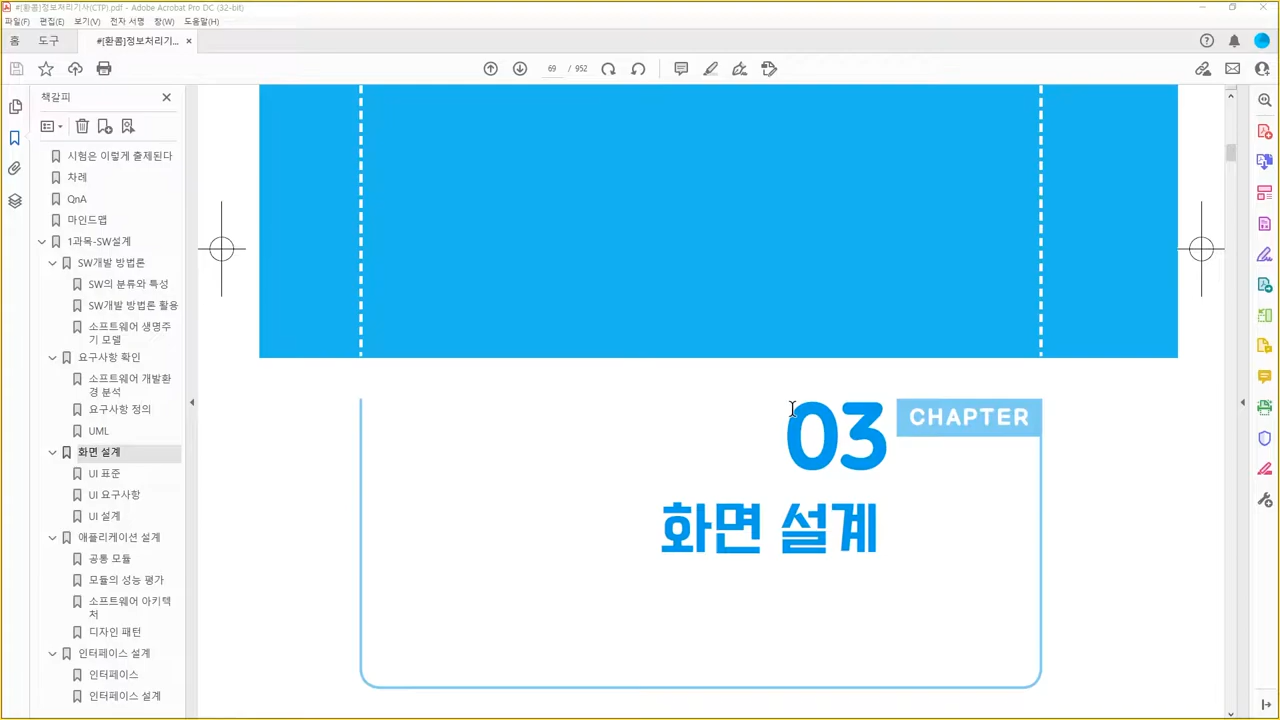 #[환콤]정보처리기사(CTP).pdf - Adobe Acrobat Pro DC (32-bit)
파일(F) 편집(E) 보기(V) 전자 서명 창(W) 도움말(H)
홈 도구 #[환콤]정보처리기... ×
69 / 952
책갈피
시험은 이렇게 출제된다
차례
QnA
마인드맵
1과목-SW설계
SW개발 방법론
SW의 분류와 특성
SW개발 방법론 활용
소프트웨어 생명주
기 모델
요구사항 확인
소프트웨어 개발환
경 분석
요구사항 정의
UML
화면 설계
UI 표준
UI 요구사항
UI 설계
애플리케이션 설계
공통 모듈
모듈의 성능 평가
소프트웨어 아키텍
처
디자인 패턴
인터페이스 설계
인터페이스
인터페이스 설계
03 CHAPTER
화면 설계